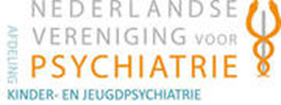 NEDERLANDSE
VERENIGING VOOR
PSYCHIATRIE
AFDELING
KINDER- EN JEUGDPSYCHIATRIE